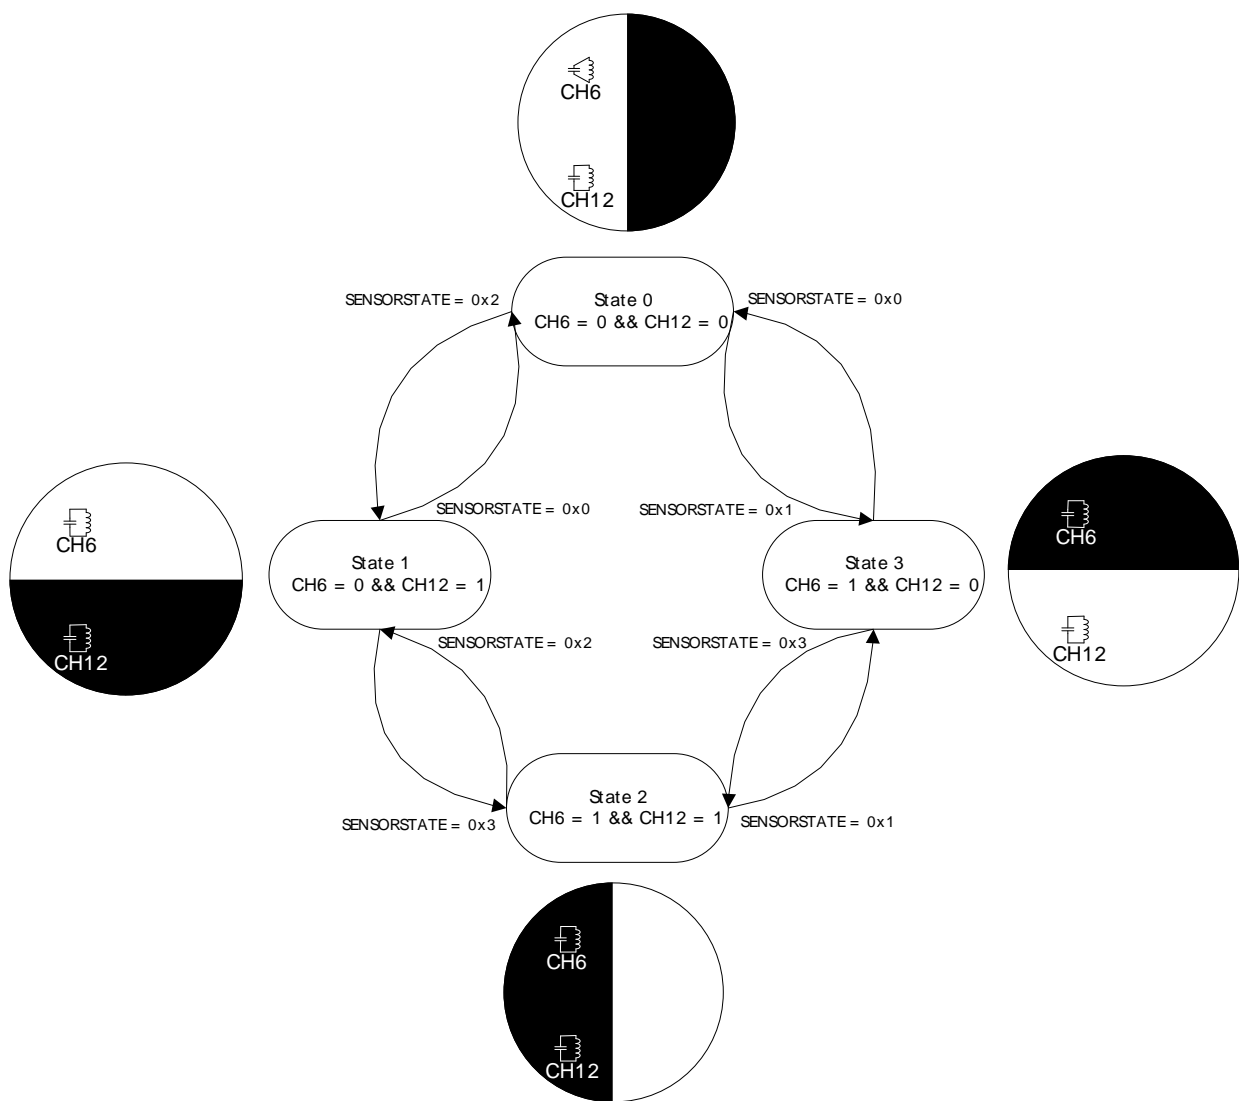 CH6
CH12
SENSORSTATE = 0x2
State 0
CH6 = 0 && CH12 = 0
SENSORSTATE = 0x0
SENSORSTATE = 0x0
SENSORSTATE = 0x1
CH6
CH12
State 1
CH6 = 0 && CH12 = 1
State 3
CH6 = 1 && CH12 = 0
CH6
CH12
SENSORSTATE = 0x2
SENSORSTATE = 0x3
State 2
CH6 = 1 && CH12 = 1
SENSORSTATE = 0x3
SENSORSTATE = 0x1
CH6
CH12